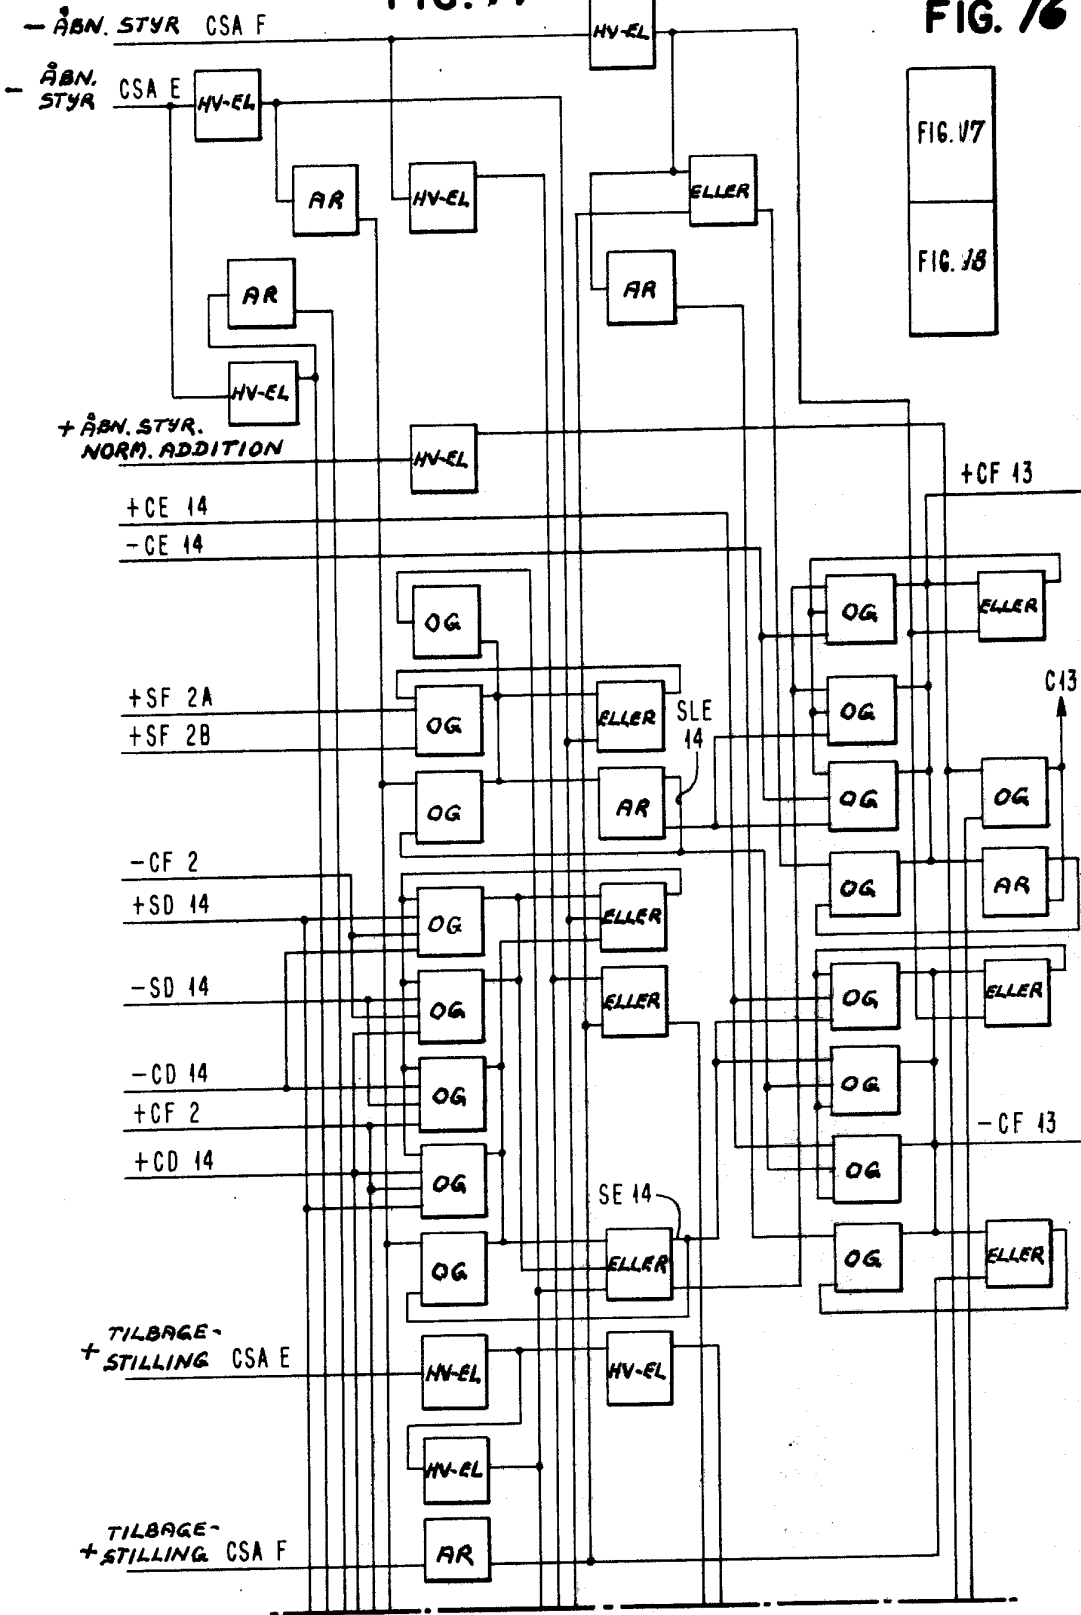 FIG. 17
FIG. 16
- ÅBN. STYR CSA F
HV-EL
- ÅBN.
STYR
CSA E
HV-EL
FIG. 17
AR
HV-EL
ELLER
FIG. 18
AR
AR
HV-EL
+ ÅBN. STYR.
NORM. ADDITION
HV-EL
+CF 13
+CE 14
-CE 14
OG
OG
ELLER
+SF 2A
OG
ELLER
SLE
14
OG
C13
+SF 2B
OG
AR
OG
OG
-CF 2
OG
AR
+SD 14
OG
ELLER
-SD 14
OG
ELLER
OG
ELLER
-CD 14
OG
OG
+CF 2
-CF 13
+CD 14
OG
OG
SE 14
OG
ELLER
OG
ELLER
+ TILBAGE-
STILLING CSA E
HV-EL
HV-EL
HV-EL
+ TILBAGE-
STILLING CSA F
AR